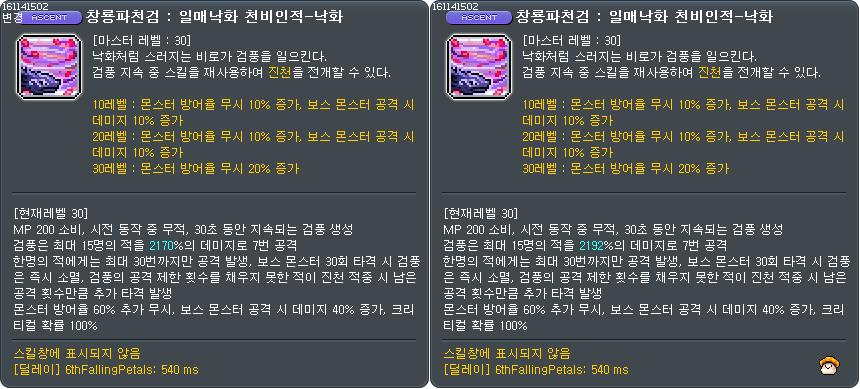 161141502
변경 ASCENT 창룡파천검 : 일매낙화 천비인적-낙화
[마스터 레벨 : 30]
낙화처럼 스러지는 비로가 검풍을 일으킨다.
검풍 지속 중 스킬을 재사용하여 진천을 전개할 수 있다.
10레벨 : 몬스터 방어율 무시 10% 증가, 보스 몬스터 공격 시
데미지 10% 증가
20레벨 : 몬스터 방어율 무시 10% 증가, 보스 몬스터 공격 시
데미지 10% 증가
30레벨 : 몬스터 방어율 무시 20% 증가
[현재레벨 30]
MP 200 소비, 시전 동작 중 무적, 30초 동안 지속되는 검풍 생성
검풍은 최대 15명의 적을 2170%의 데미지로 7번 공격
한명의 적에게는 최대 30번까지만 공격 발생, 보스 몬스터 30회 타격 시 검풍
은 즉시 소멸, 검풍의 공격 제한 횟수를 채우지 못한 적이 진천 적중 시 남은
공격 횟수만큼 추가 타격 발생
몬스터 방어율 60% 추가 무시, 보스 몬스터 공격 시 데미지 40% 증가, 크리
티컬 확률 100%
스킬창에 표시되지 않음
[딜레이] 6thFallingPetals: 540 ms
161141502
ASCENT 창룡파천검 : 일매낙화 천비인적-낙화
[마스터 레벨 : 30]
낙화처럼 스러지는 비로가 검풍을 일으킨다.
검풍 지속 중 스킬을 재사용하여 진천을 전개할 수 있다.
10레벨 : 몬스터 방어율 무시 10% 증가, 보스 몬스터 공격 시
데미지 10% 증가
20레벨 : 몬스터 방어율 무시 10% 증가, 보스 몬스터 공격 시
데미지 10% 증가
30레벨 : 몬스터 방어율 무시 20% 증가
[현재레벨 30]
MP 200 소비, 시전 동작 중 무적, 30초 동안 지속되는 검풍 생성
검풍은 최대 15명의 적을 2192%의 데미지로 7번 공격
한명의 적에게는 최대 30번까지만 공격 발생, 보스 몬스터 30회 타격 시 검풍
은 즉시 소멸, 검풍의 공격 제한 횟수를 채우지 못한 적이 진천 적중 시 남은
공격 횟수만큼 추가 타격 발생
몬스터 방어율 60% 추가 무시, 보스 몬스터 공격 시 데미지 40% 증가, 크리
티컬 확률 100%
스킬창에 표시되지 않음
[딜레이] 6thFallingPetals: 540 ms